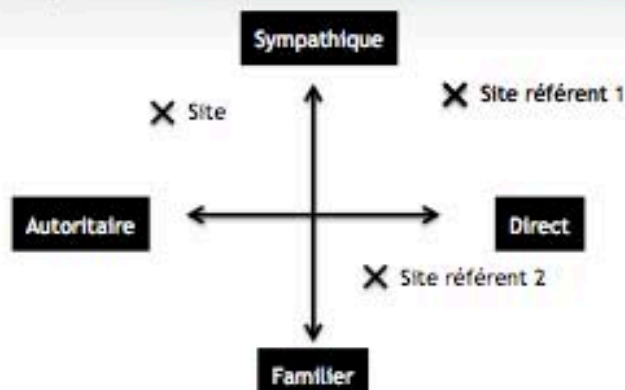 Sympathique
Site référent 1
Site
Autoritaire
Direct
Site référent 2
Familier